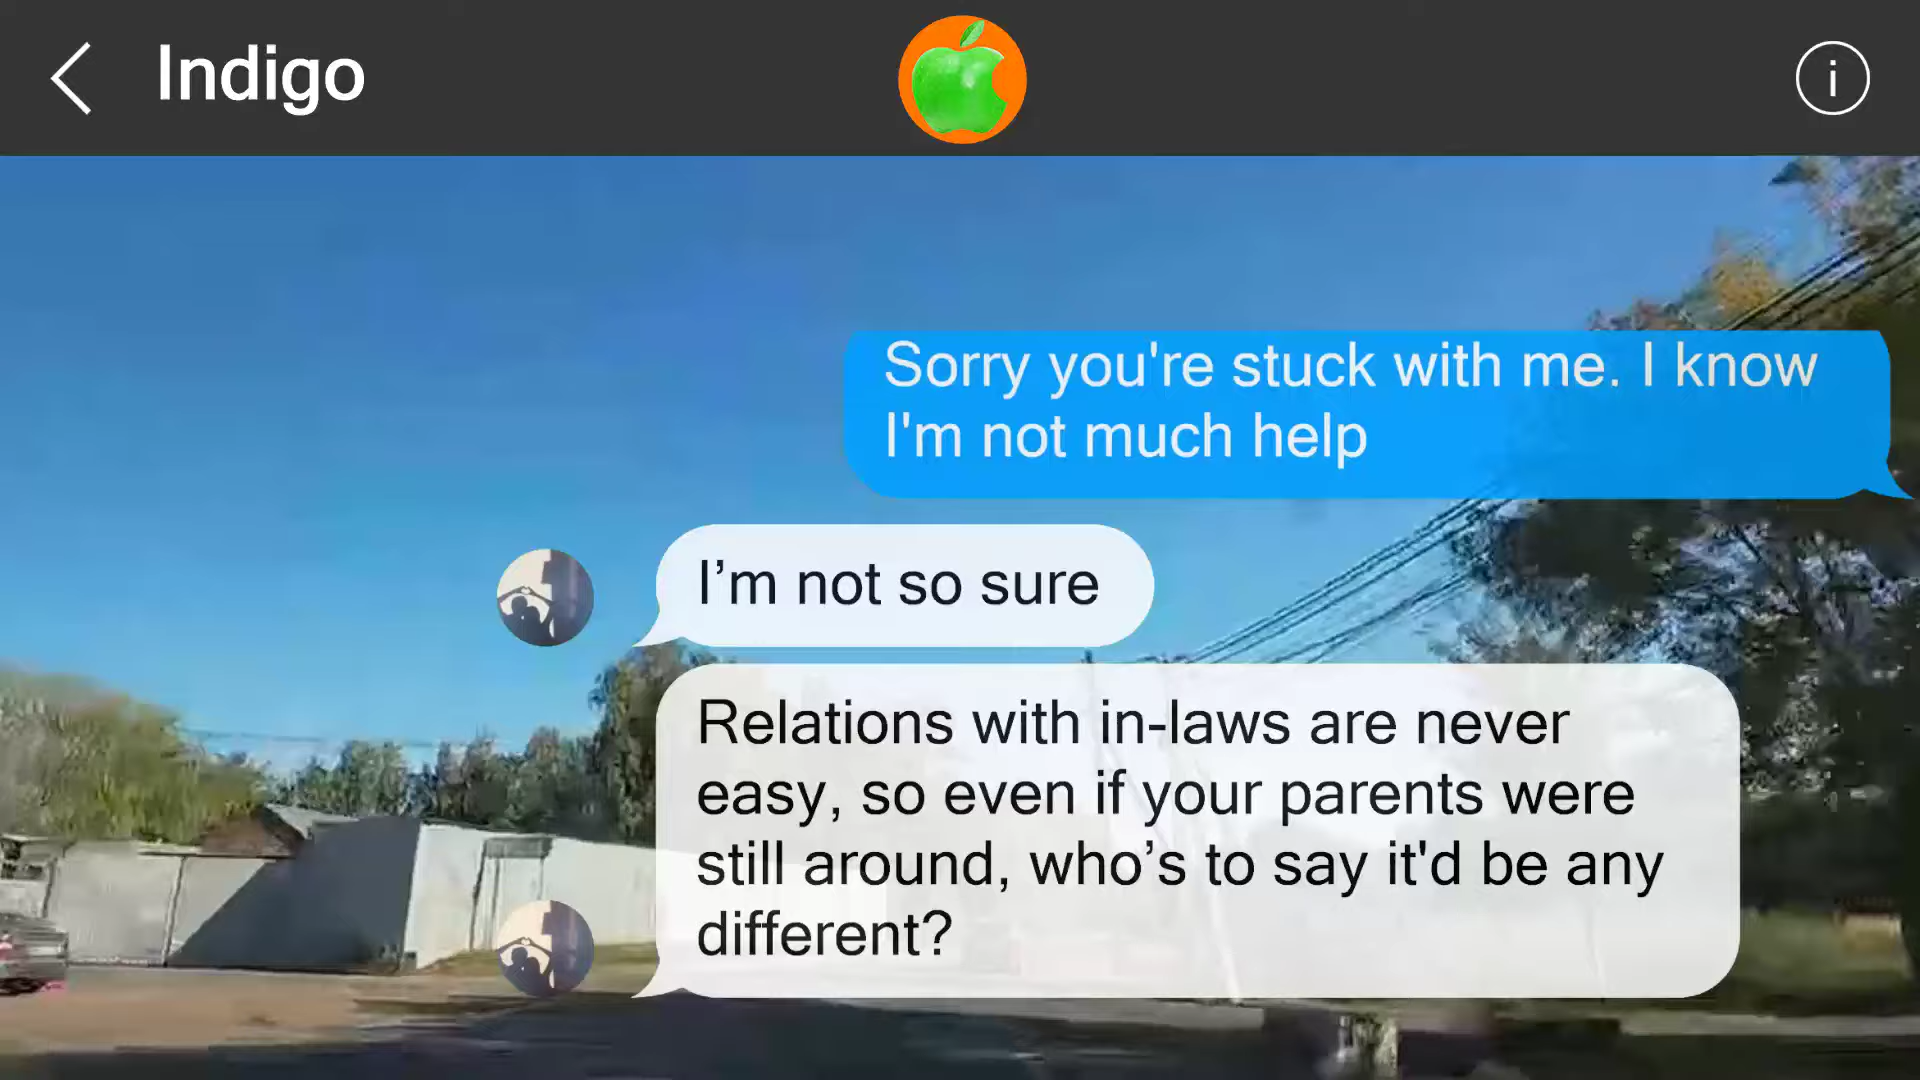 Indigo
i
Sorry you're stuck with me. I know
I'm not much help
I’m not so sure
Relations with in-laws are never
easy, so even if your parents were
still around, who’s to say it'd be any
different?